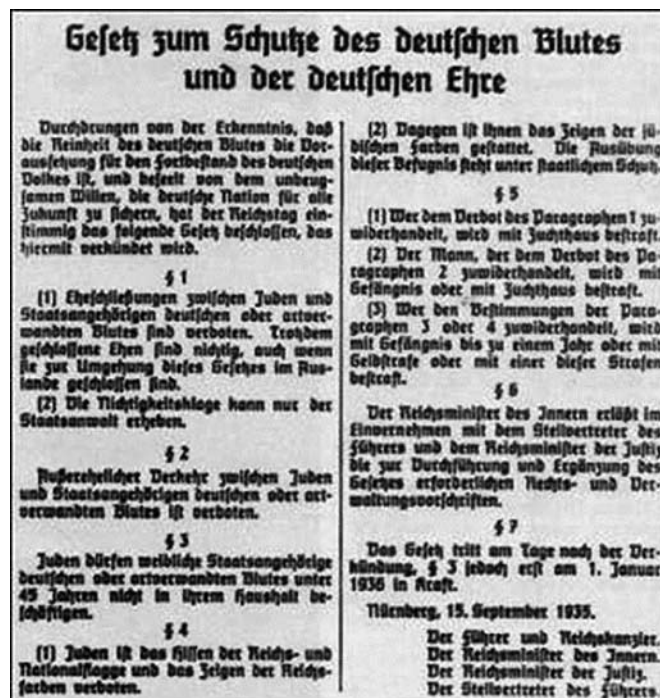 Gesetz zum Schutze des deutschen Blutes
und der deutschen Ehre
Durchdrungen von der Erkenntnis, daß
die Reinheit des deutschen Blutes die Vor-
aussetzung für den Fortbestand des deutschen
Volkes ist, und beseelt von dem unbeug-
samen Willen, die deutsche Nation für alle
Zukunft zu sichern, hat der Reichstag ein-
stimmig das folgende Gesetz beschlossen, das
hiermit verkündet wird.
§ 1
(1) Eheschließungen zwischen Juden und
Staatsangehörigen deutschen oder artver-
wandten Blutes sind verboten. Trotzdem
geschlossene Ehen sind nichtig, auch wenn
sie zur Umgehung dieses Gesetzes im Aus-
lande geschlossen sind.
(2) Die Nichtigkeitsklage kann nur der
Staatsanwalt erheben.
§ 2
Außerehelicher Verkehr zwischen Juden
und Staatsangehörigen deutschen oder art-
verwandten Blutes ist verboten.
§ 3
Juden dürfen weibliche Staatsangehörige
deutschen oder artverwandten Blutes unter
45 Jahren nicht in ihrem Haushalt be-
schäftigen.
§ 4
(1) Juden ist das Hissen der Reichs- und
Nationalflagge und das Zeigen der Reichs-
farben verboten.
(2) Dagegen ist ihnen das Zeigen der jü-
dischen Farben gestattet. Die Ausübung
dieser Befugnis steht unter staatlichem Schutz.
§ 5
(1) Wer dem Verbot des Paragraphen 1 zu-
widerhandelt, wird mit Zuchthaus bestraft.
(2) Der Mann, der dem Verbot des Pa-
ragraphen 2 zuwiderhandelt, wird mit
Gefängnis oder mit Zuchthaus bestraft.
(3) Wer den Bestimmungen der Para-
graphen 3 oder 4 zuwiderhandelt, wird
mit Gefängnis bis zu einem Jahr oder mit
Geldstrafe oder mit einer dieser Strafen
bestraft.
§ 6
Der Reichsminister des Innern erläßt im
Einvernehmen mit dem Stellvertreter des
Führers und dem Reichsminister der Justiz
die zur Durchführung und Ergänzung des
Gesetzes erforderlichen Rechts- und Ver-
waltungsvorschriften.
§ 7
Das Gesetz tritt am Tage nach der Ver-
kündung, § 3 jedoch erst am 1. Januar
1936 in Kraft.
Nürnberg, 15. September 1935.
Der Führer und Reichskanzler.
Der Reichsminister des Innern.
Der Reichsminister der Justiz.
Der Stellvertreter des Führers.